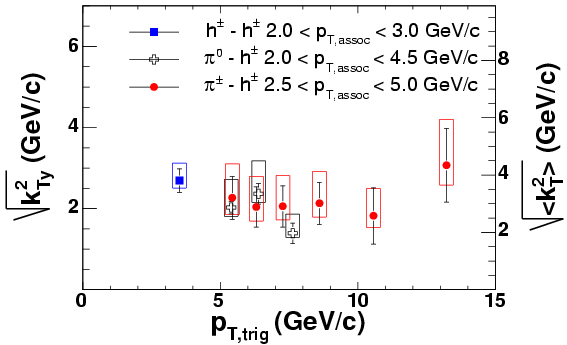 h± - h± 2.0 < pT,assoc < 3.0 GeV/c
π0 - h± 2.0 < pT,assoc < 4.5 GeV/c
π± - h± 2.5 < pT,assoc < 5.0 GeV/c
√k²Ty (GeV/c)
6
4
2
√<k²T> (GeV/c)
8
6
4
2
0 5 10 15
pT,trig (GeV/c)